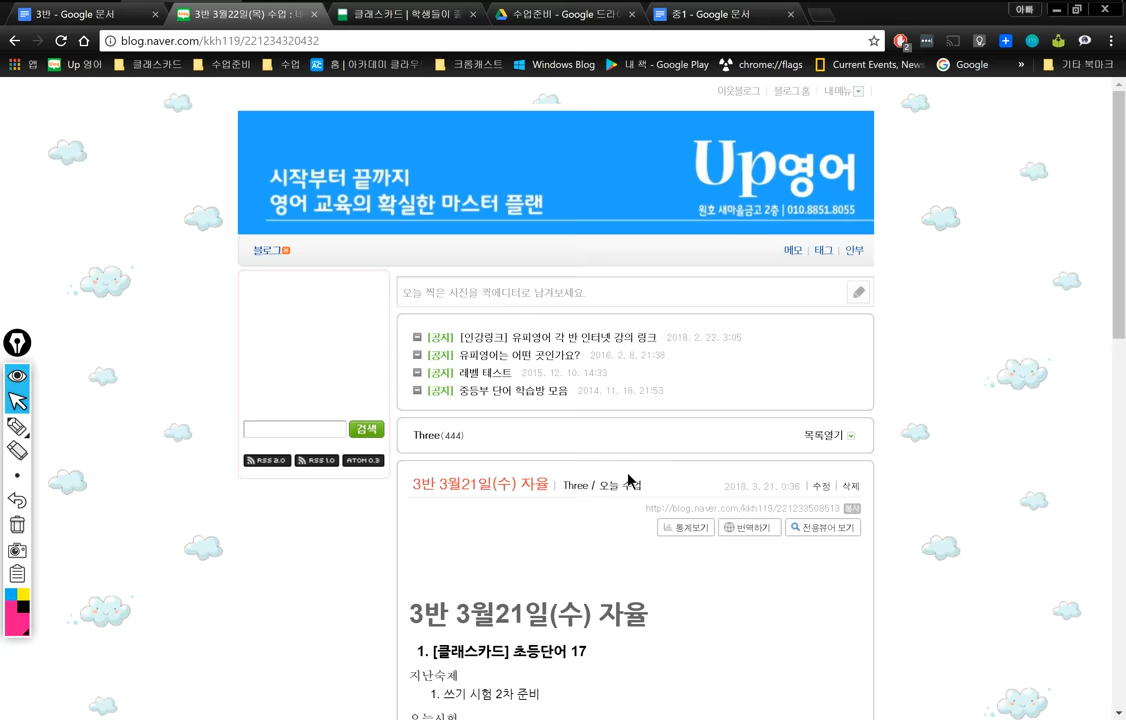 3반 - Google 문서
3반 3월22일(목) 수업 : 네
클래스카드 | 학생들이 좋
수업준비 - Google 드라이
중1 - Google 문서
아빠
blog.naver.com/kkh119/221234320432
2
앱
Up 영어
클래스카드
수업준비
수업
홈 | 아카데미 클라우
크롬캐스트
Windows Blog
내 책 - Google Play
chrome://flags
Current Events, News
Google
»
기타 북마크
이웃블로그 | 블로그 홈 | 내 메뉴
시작부터 끝까지
영어 교육의 확실한 마스터 플랜
Up영어
원호 새마을금고 2층 | 010.8851.8055
블로그
메모 | 태그 | 안부
오늘 찍은 사진을 퀵에디터로 남겨보세요.
[공지] [인강링크] 유피영어 각 반 인터넷 강의 링크 2018. 2. 22. 3:05
[공지] 유피영어는 어떤 곳인가요? 2016. 2. 8. 21:38
[공지] 레벨 테스트 2015. 12. 10. 14:33
[공지] 중등부 단어 학습방 모음 2014. 11. 18. 21:53
검색
RSS 2.0
RSS 1.0
ATOM 0.3
Three (444)
목록열기
3반 3월21일(수) 자율 | Three / 오늘 수업
2018. 3. 21. 0:36 | 수정 | 삭제
http://blog.naver.com/kkh119/221233508513 복사
통계보기
번역하기
전용뷰어 보기
3반 3월21일(수) 자율
1. [클래스카드] 초등단어 17
지난숙제
1. 쓰기 시험 2차 준비
오늘시험